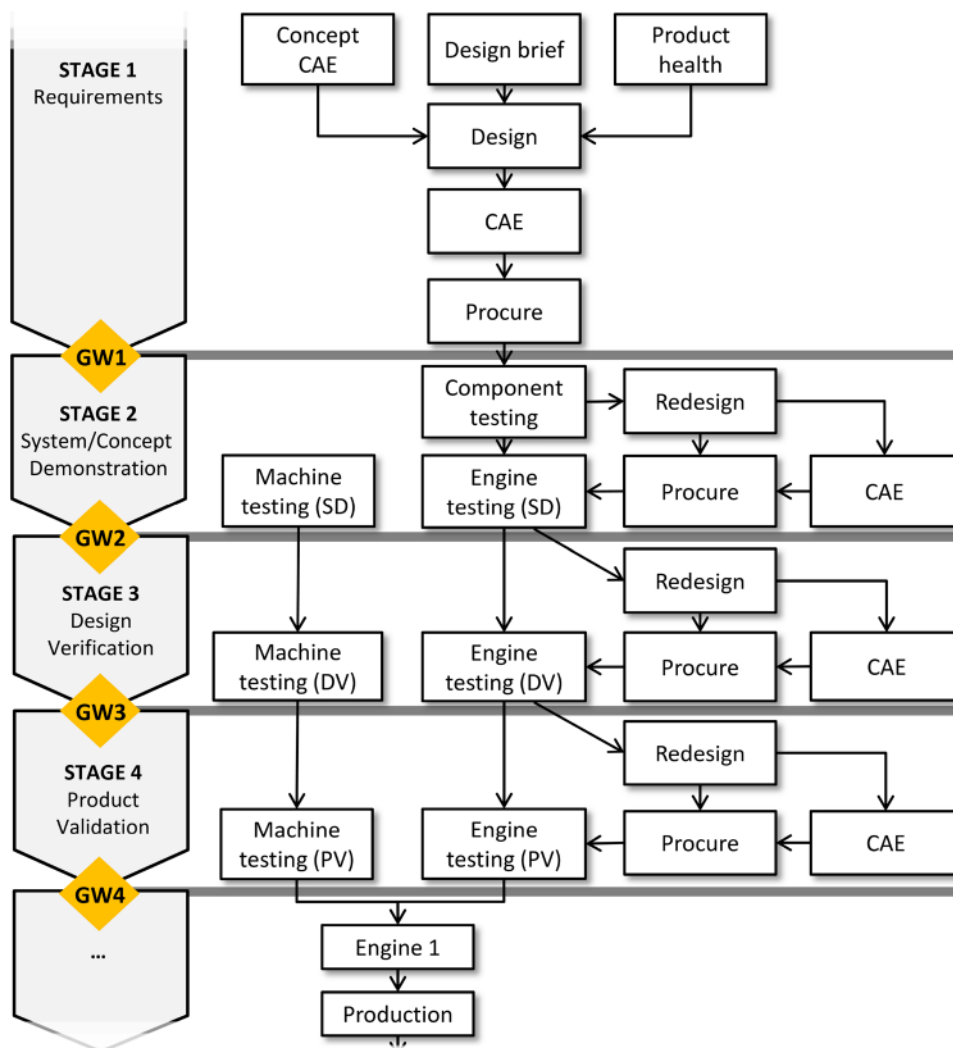 Concept
CAE
Design brief
Product
health
STAGE 1
Requirements
Design
CAE
Procure
GW1
STAGE 2
System/Concept
Demonstration
Component
testing
Redesign
Machine
testing (SD)
Engine
testing (SD)
Procure
CAE
GW2
STAGE 3
Design
Verification
Redesign
Machine
testing (DV)
Engine
testing (DV)
Procure
CAE
GW3
STAGE 4
Product
Validation
Redesign
Machine
testing (PV)
Engine
testing (PV)
Procure
CAE
GW4
...
Engine 1
Production